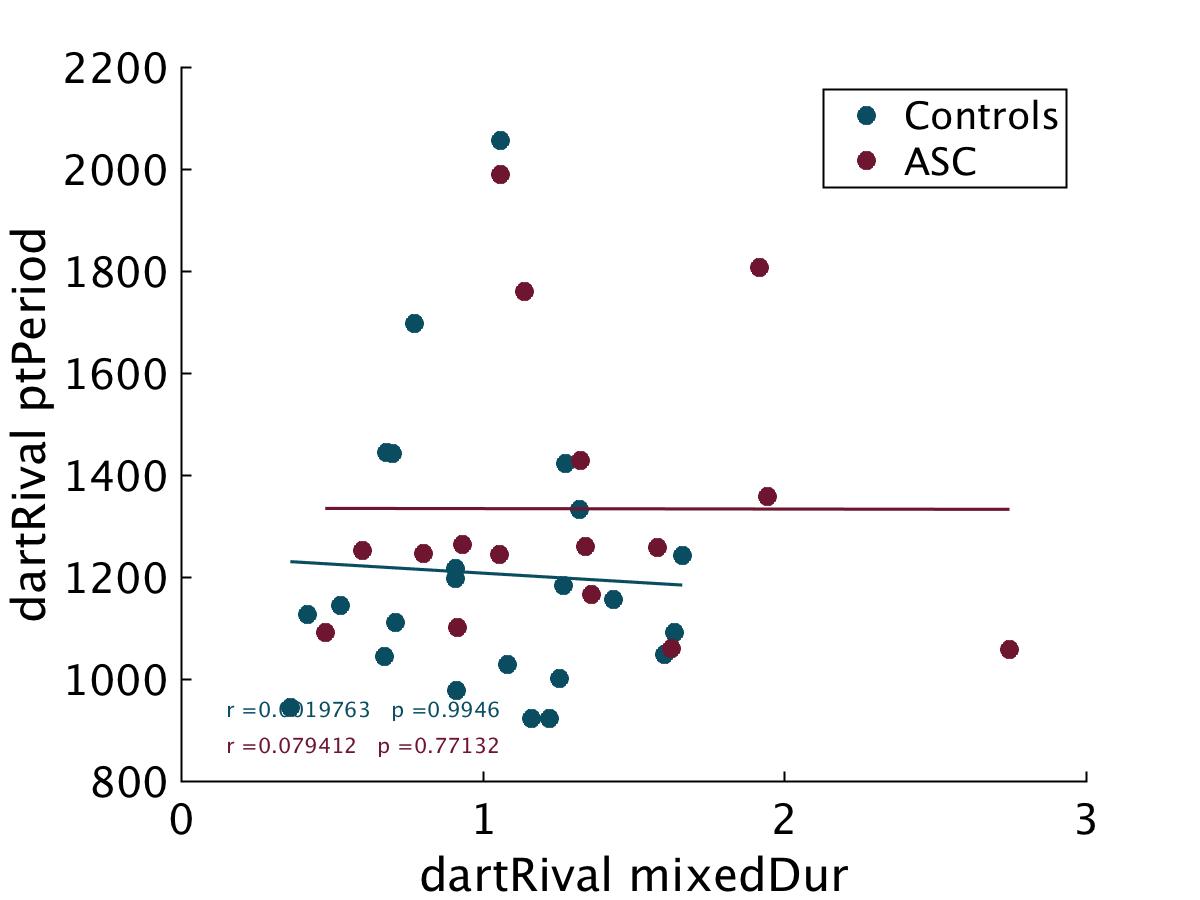 2200
2000
1800
1600
1400
1200
1000
800
0
1
2
3
dartRival ptPeriod
dartRival mixedDur
Controls
ASC
r =0.0019763 p =0.9946
r =0.079412 p =0.77132